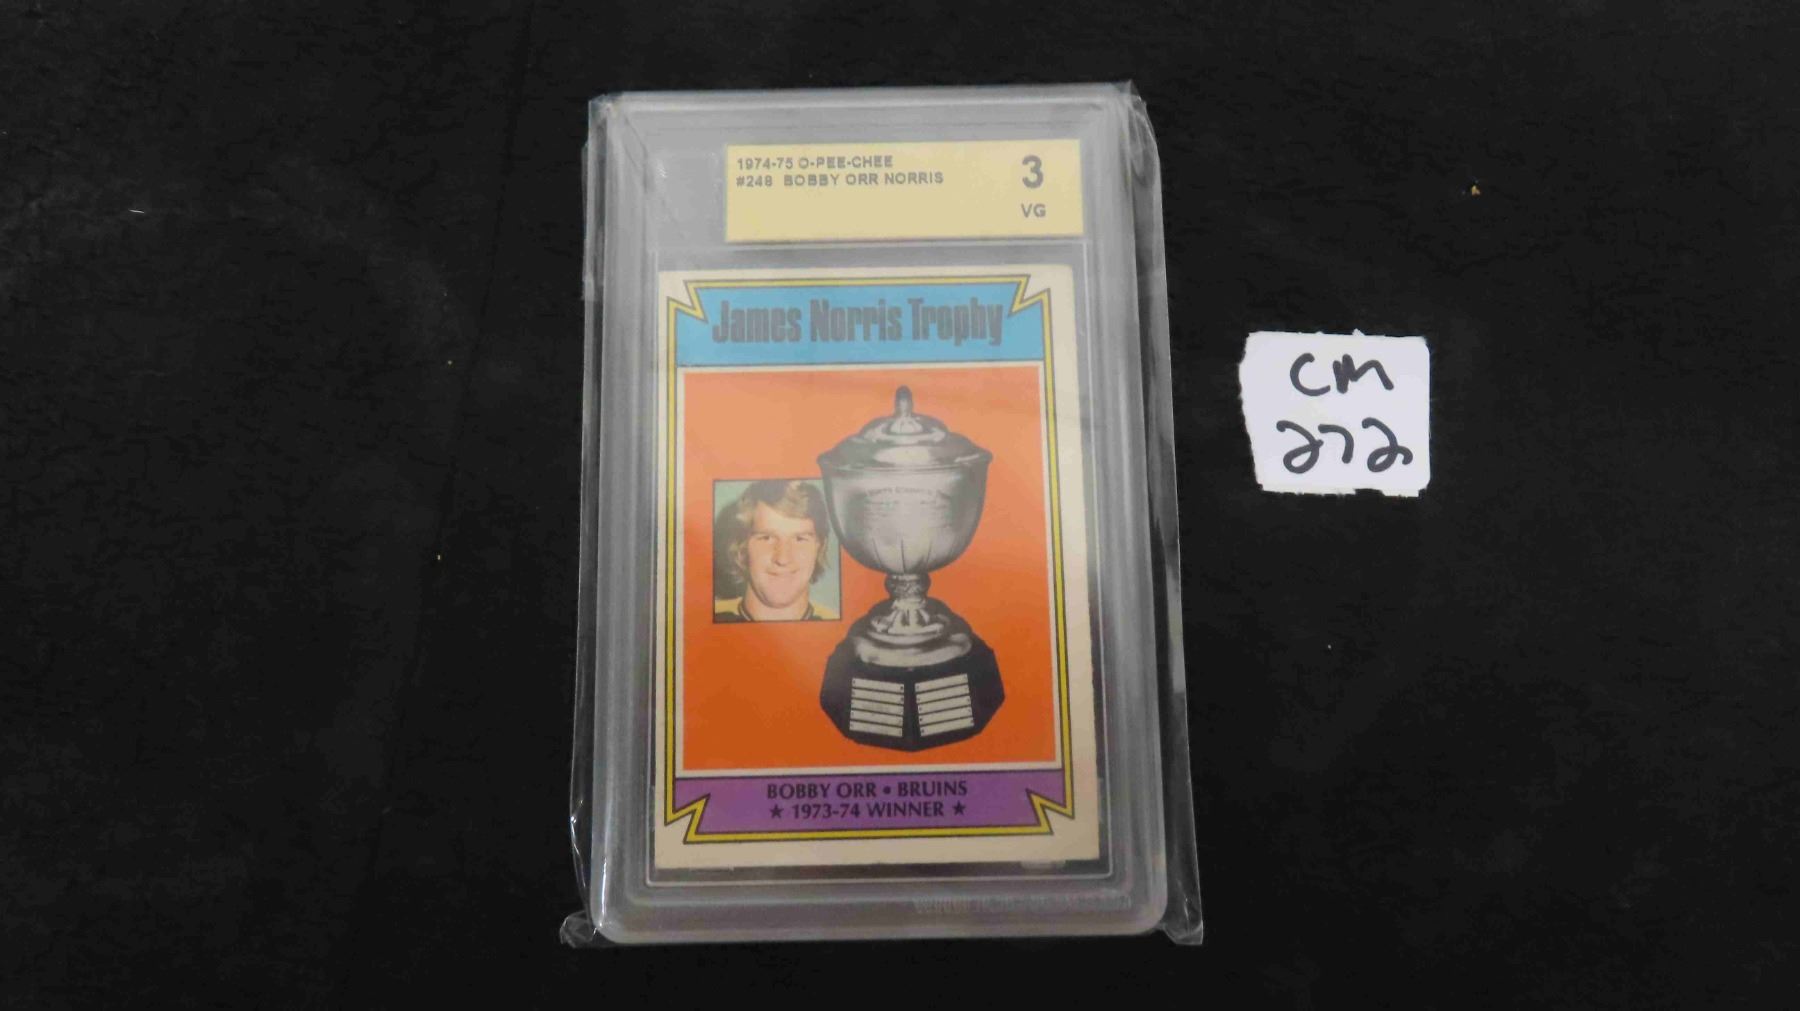 1974-75 O-PEE-CHEE
#248 BOBBY ORR NORRIS
3
VG
James Norris Trophy
BOBBY ORR • BRUINS
★ 1973-74 WINNER ★
CM
272